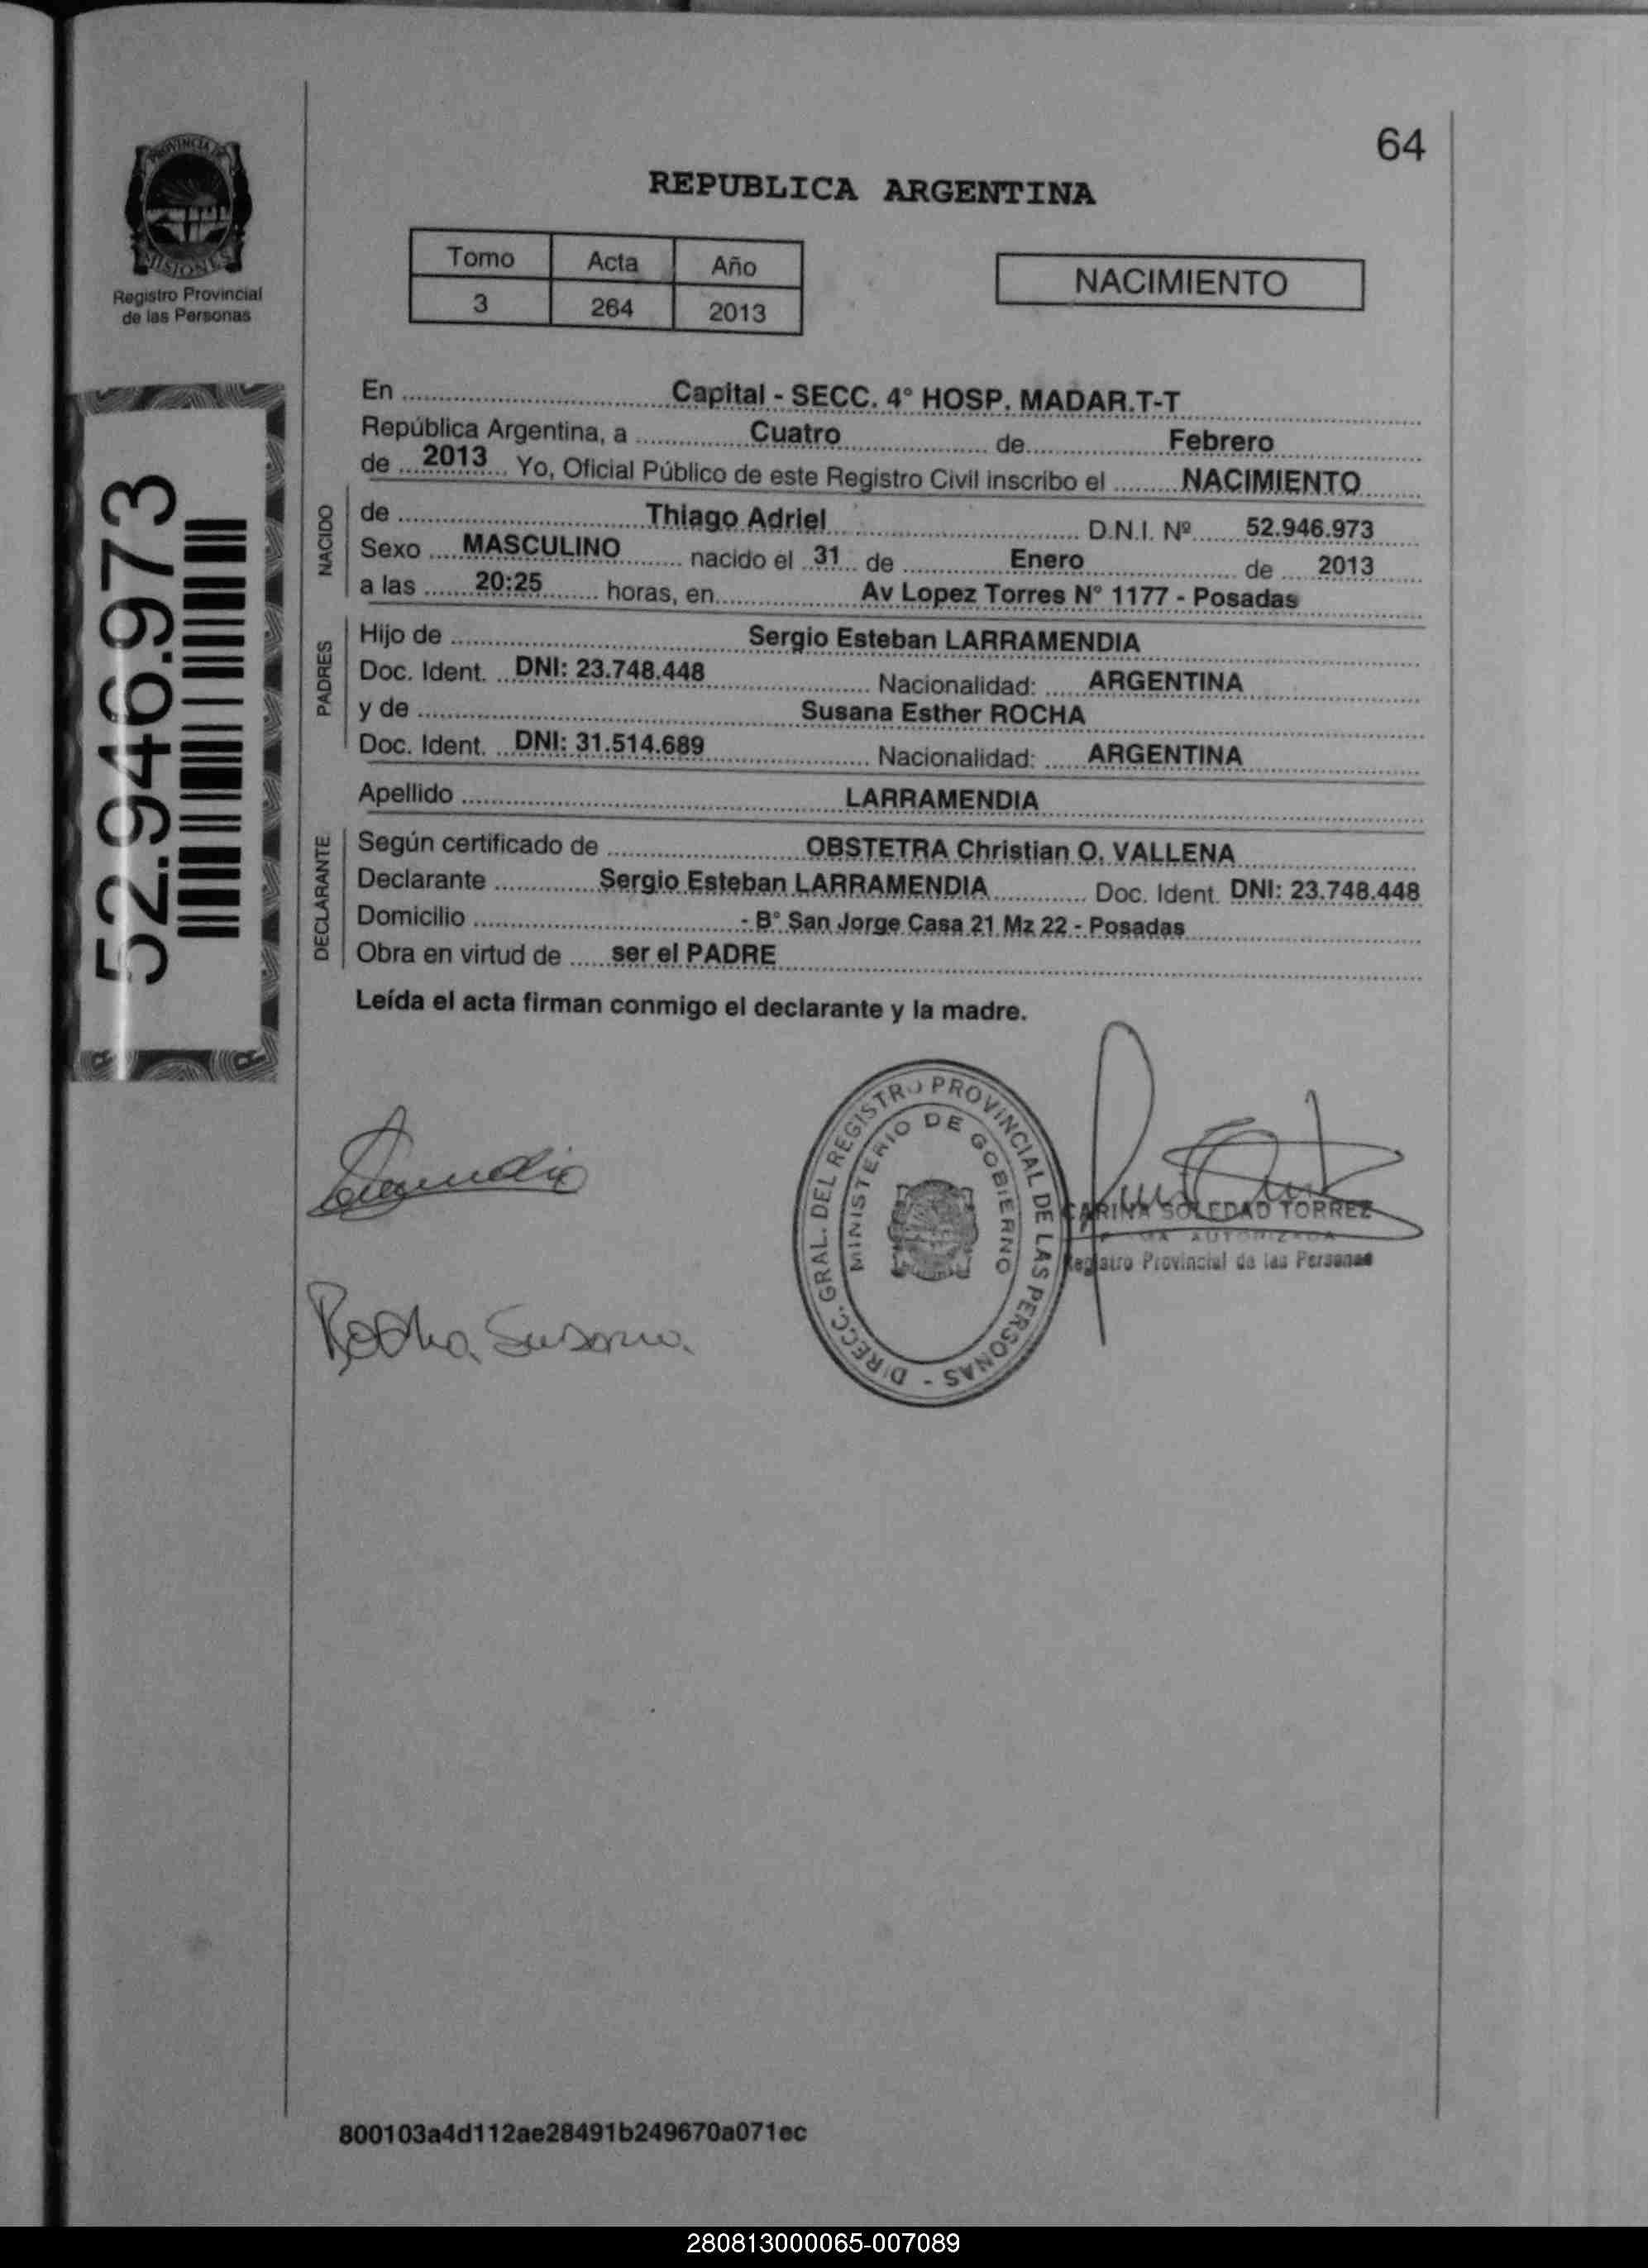 64
PROVINCIA DE
MISIONES
Registro Provincial
de las Personas
REPUBLICA ARGENTINA
Tomo Acta Año
3 264 2013
NACIMIENTO
52.946.973
En Capital - SECC. 4° HOSP. MADAR.T-T
República Argentina, a Cuatro de Febrero
de 2013 Yo, Oficial Público de este Registro Civil inscribo el NACIMIENTO
NACIDO
de Thiago Adriel D.N.I. Nº 52.946.973
Sexo MASCULINO nacido el 31 de Enero de 2013
a las 20:25 horas, en Av Lopez Torres N° 1177 - Posadas
PADRES
Hijo de Sergio Esteban LARRAMENDIA
Doc. Ident. DNI: 23.748.448 Nacionalidad: ARGENTINA
y de Susana Esther ROCHA
Doc. Ident. DNI: 31.514.689 Nacionalidad: ARGENTINA
Apellido LARRAMENDIA
DECLARANTE
Según certificado de OBSTETRA Christian O. VALLENA
Declarante Sergio Esteban LARRAMENDIA Doc. Ident. DNI: 23.748.448
Domicilio - B° San Jorge Casa 21 Mz 22 - Posadas
Obra en virtud de ser el PADRE
Leída el acta firman conmigo el declarante y la madre.
DIRECC. GRAL. DEL REGISTRO PROVINCIAL DE LAS PERSONAS -
MINISTERIO DE GOBIERNO
CARINA SOLEDAD TORREZ
AUTORIZADA
Registro Provincial de las Personas
Rocha Susana
800103a4d112ae28491b249670a071ec
280813000065-007089